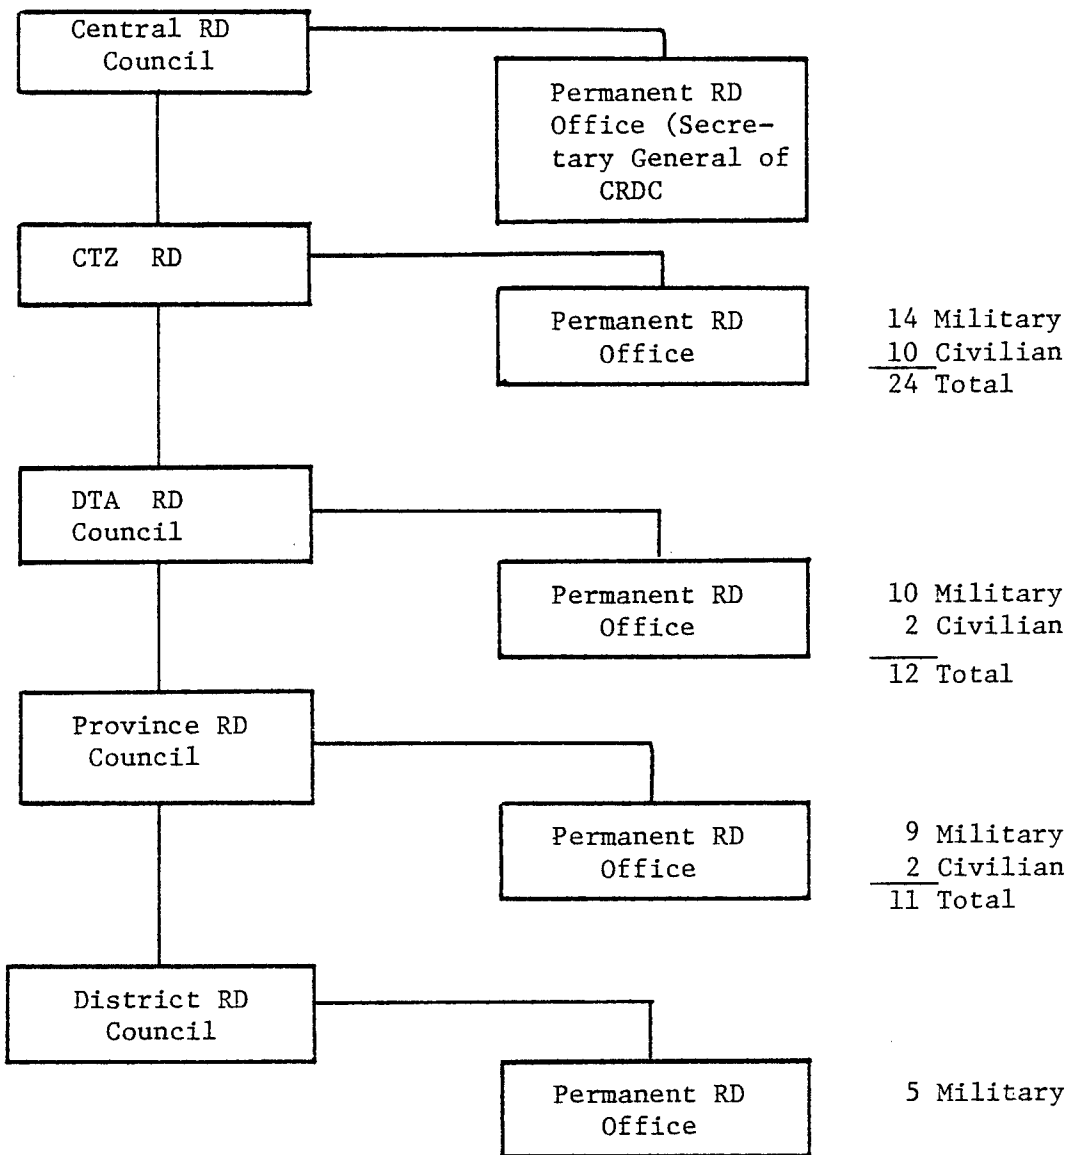 Central RD
Council
Permanent RD
Office (Secre-
tary General of
CRDC
CTZ RD
Permanent RD
Office
14 Military
10 Civilian
24 Total
DTA RD
Council
Permanent RD
Office
10 Military
2 Civilian
12 Total
Province RD
Council
Permanent RD
Office
9 Military
2 Civilian
11 Total
District RD
Council
Permanent RD
Office
5 Military